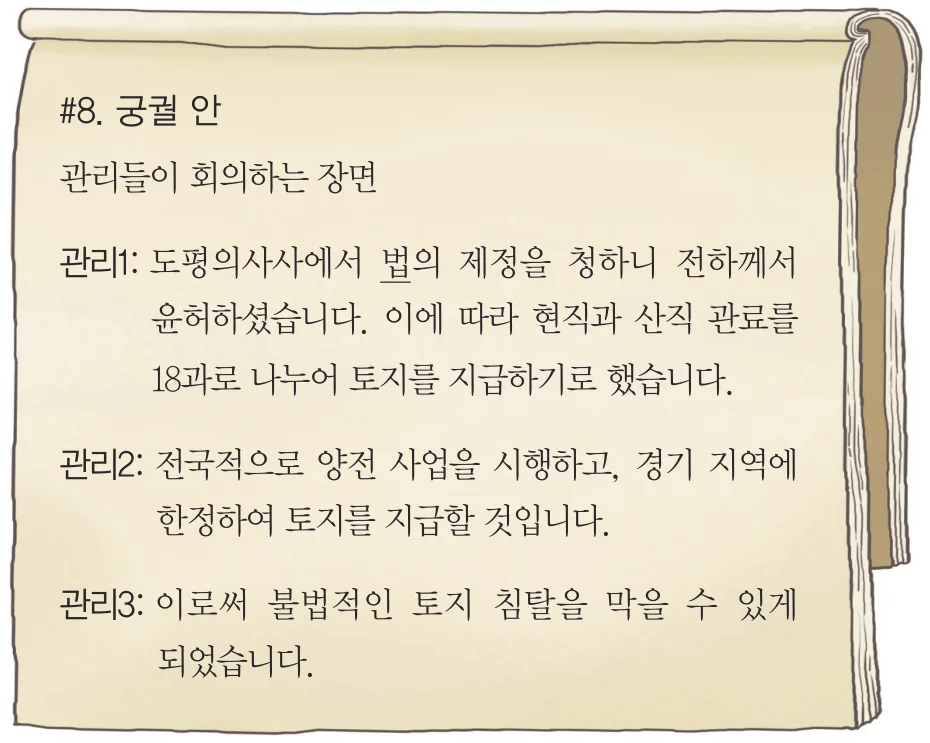 #8. 궁궐 안
관리들이 회의하는 장면
관리1: 도평의사사에서 법의 제정을 청하니 전하께서
윤허하셨습니다. 이에 따라 현직과 산직 관료를
18과로 나누어 토지를 지급하기로 했습니다.
관리2: 전국적으로 양전 사업을 시행하고, 경기 지역에
한정하여 토지를 지급할 것입니다.
관리3: 이로써 불법적인 토지 침탈을 막을 수 있게
되었습니다.